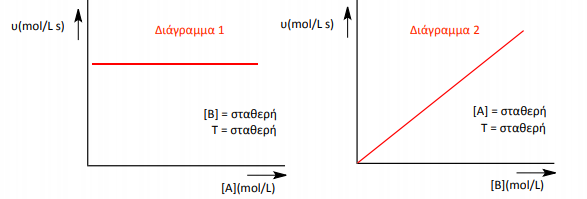 υ(mol/L s)
Διάγραμμα 1
[B] = σταθερή
T = σταθερή
[A](mol/L)
υ(mol/L s)
Διάγραμμα 2
[A] = σταθερή
T = σταθερή
[B](mol/L)